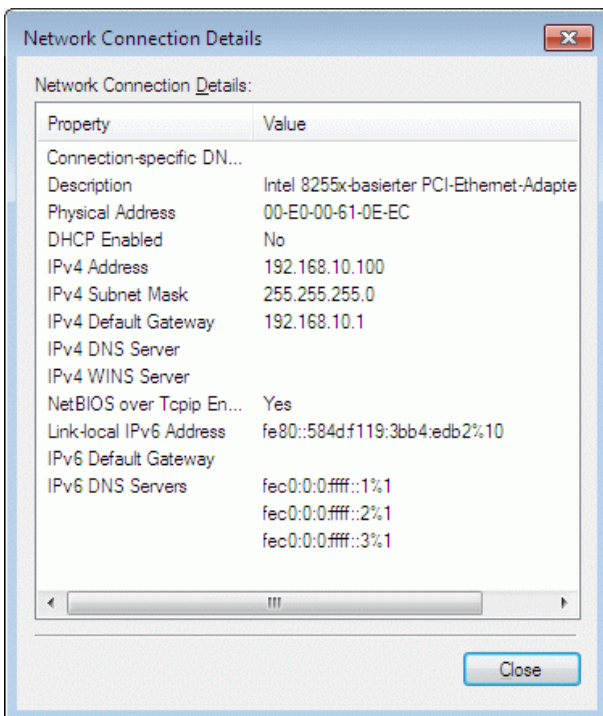 Network Connection Details
Network Connection Details:
Property Value
Connection-specific DN...
Description Intel 8255x-basierter PCI-Ethernet-Adapte
Physical Address 00-E0-00-61-0E-EC
DHCP Enabled No
IPv4 Address 192.168.10.100
IPv4 Subnet Mask 255.255.255.0
IPv4 Default Gateway 192.168.10.1
IPv4 DNS Server
IPv4 WINS Server
NetBIOS over Tcpip En... Yes
Link-local IPv6 Address fe80::584d:f119:3bb4:edb2%10
IPv6 Default Gateway
IPv6 DNS Servers fec0:0:0:ffff::1%1
fec0:0:0:ffff::2%1
fec0:0:0:ffff::3%1
Close